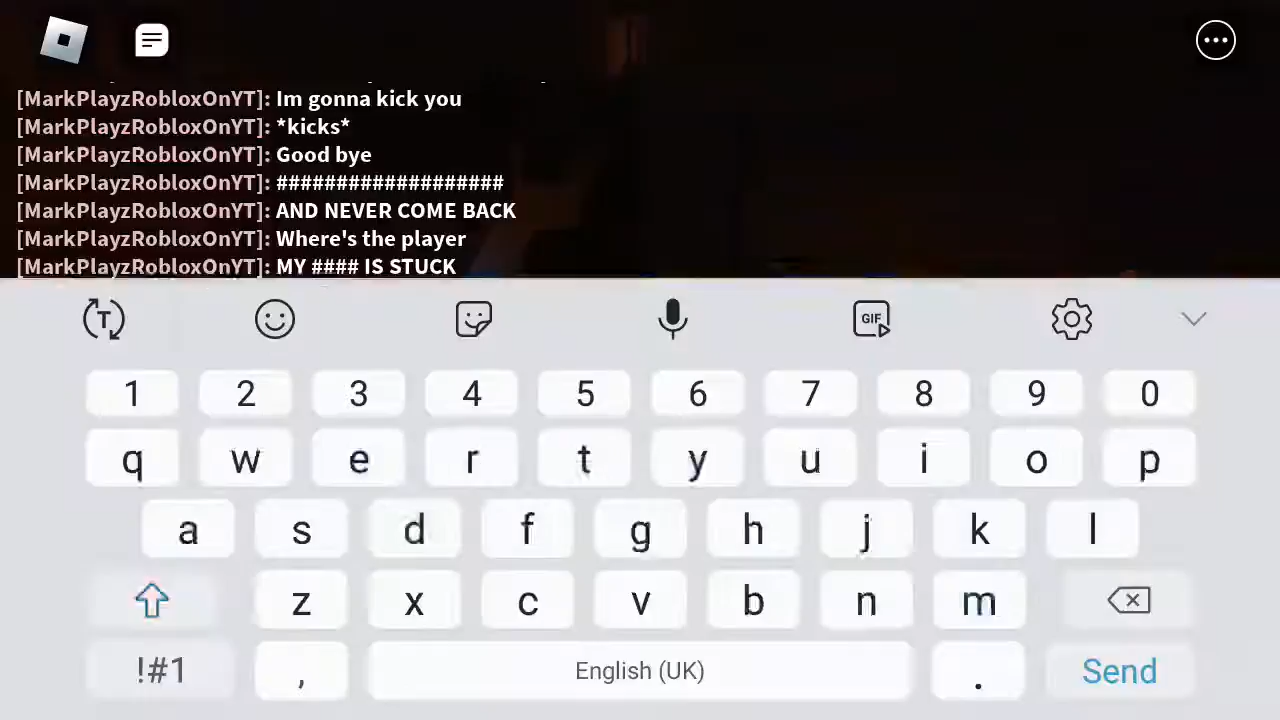 [MarkPlayzRobloxOnYT]: Im gonna kick you
[MarkPlayzRobloxOnYT]: *kicks*
[MarkPlayzRobloxOnYT]: Good bye
[MarkPlayzRobloxOnYT]: ###################
[MarkPlayzRobloxOnYT]: AND NEVER COME BACK
[MarkPlayzRobloxOnYT]: Where's the player
[MarkPlayzRobloxOnYT]: MY #### IS STUCK
T GIF
1 2 3 4 5 6 7 8 9 0
q w e r t y u i o p
a s d f g h j k l
z x c v b n m
!#1 , English (UK) . Send